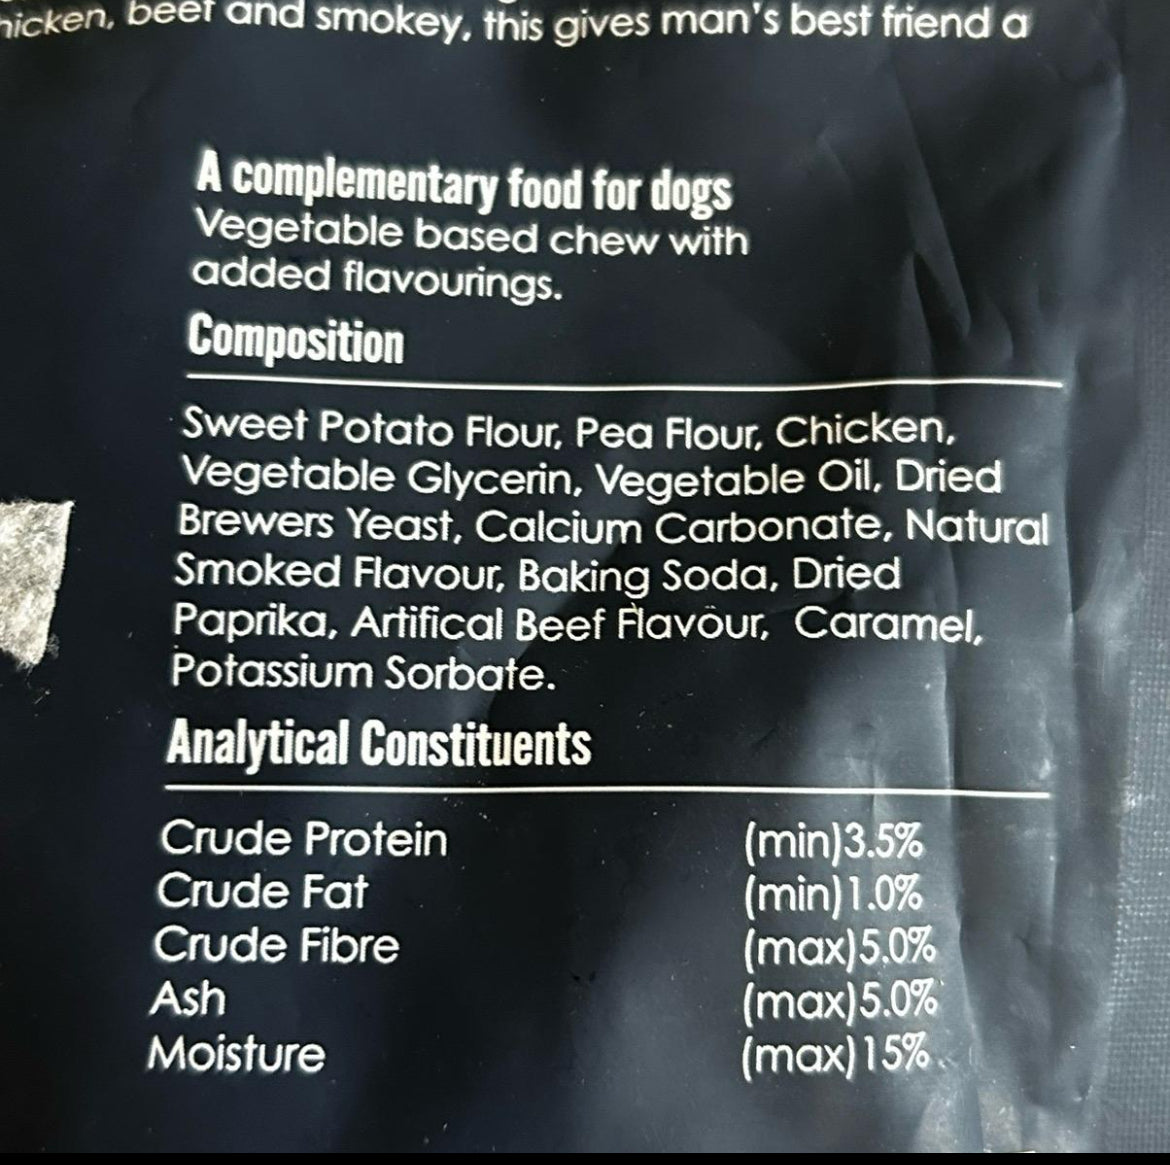 hicken, beef and smokey, this gives man's best friend a
A complementary food for dogs
Vegetable based chew with
added flavourings.
Composition
Sweet Potato Flour, Pea Flour, Chicken,
Vegetable Glycerin, Vegetable Oil, Dried
Brewers Yeast, Calcium Carbonate, Natural
Smoked Flavour, Baking Soda, Dried
Paprika, Artifical Beef Flavour, Caramel,
Potassium Sorbate.
Analytical Constituents
Crude Protein (min)3.5%
Crude Fat (min)1.0%
Crude Fibre (max)5.0%
Ash (max)5.0%
Moisture (max)15%